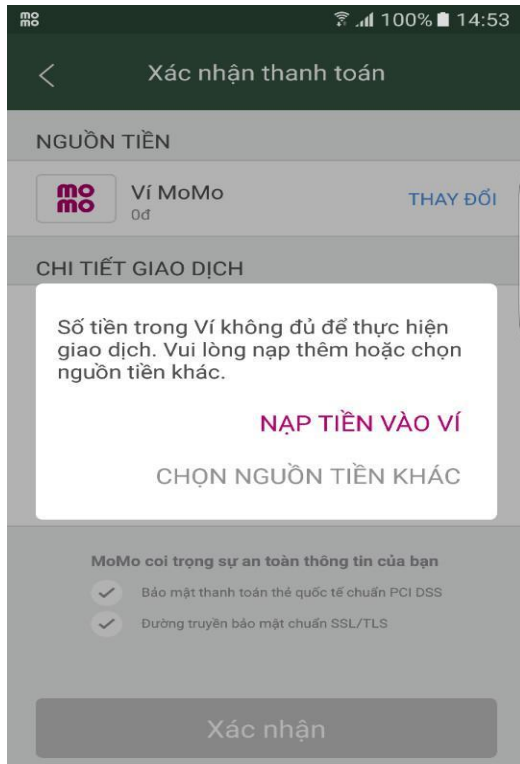 mo
mo
100% 14:53
Xác nhận thanh toán
NGUỒN TIỀN
mo
mo
Ví MoMo
0đ
THAY ĐỔI
CHI TIẾT GIAO DỊCH
Số tiền trong Ví không đủ để thực hiện
giao dịch. Vui lòng nạp thêm hoặc chọn
nguồn tiền khác.
NẠP TIỀN VÀO VÍ
CHỌN NGUỒN TIỀN KHÁC
MoMo coi trọng sự an toàn thông tin của bạn
Bảo mật thanh toán thẻ quốc tế chuẩn PCI DSS
Đường truyền bảo mật chuẩn SSL/TLS
Xác nhận